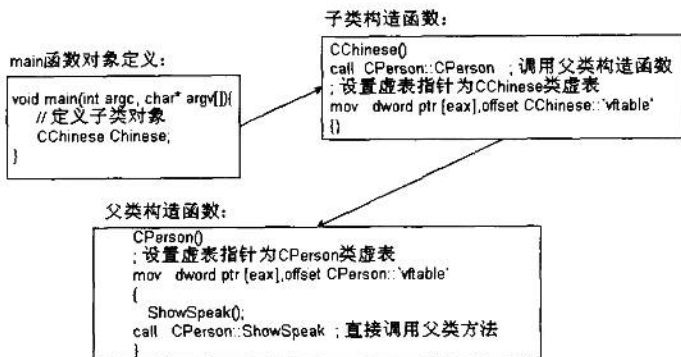 main函数对象定义:
void main(int argc, char* argv[]){
// 定义子类对象
CChinese Chinese;
}
子类构造函数:
CChinese()
call CPerson::CPerson ; 调用父类构造函数
; 设置虚表指针为CChinese类虚表
mov dword ptr [eax],offset CChinese::`vftable'
{}
父类构造函数:
CPerson()
; 设置虚表指针为CPerson类虚表
mov dword ptr [eax],offset CPerson::`vftable'
{
ShowSpeak();
call CPerson::ShowSpeak ; 直接调用父类方法
}